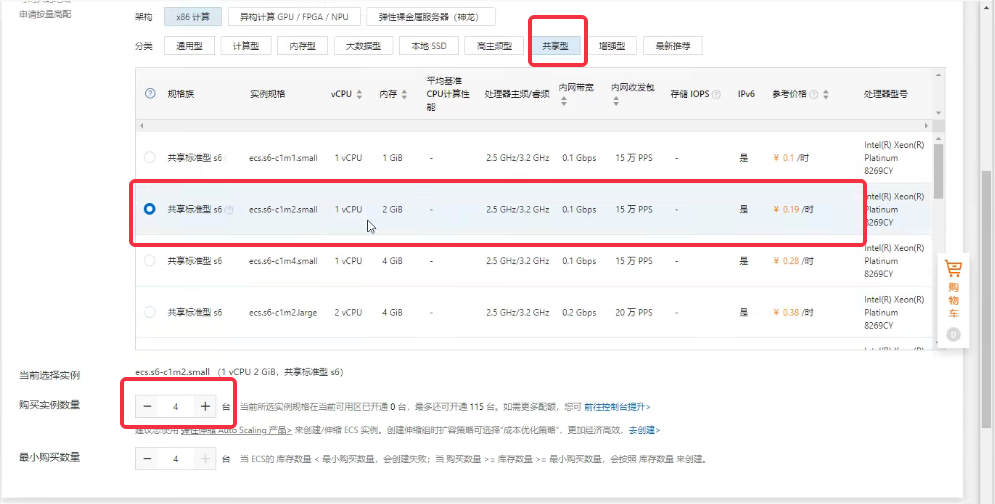 申请按量高配
架构 x86 计算 异构计算 GPU / FPGA / NPU 弹性裸金属服务器（神龙）
分类 通用型 计算型 内存型 大数据型 本地 SSD 高主频型 共享型 增强型 最新推荐
规格族 实例规格 vCPU 内存 平均基准CPU计算性能 处理器主频/睿频 内网带宽 内网收发包 存储 IOPS IPv6 参考价格 处理器型号
共享标准型 s6 ecs.s6-c1m1.small 1 vCPU 1 GiB - 2.5 GHz/3.2 GHz 0.1 Gbps 15 万 PPS - 是 ¥ 0.1 /时 Intel(R) Xeon(R) Platinum 8269CY
共享标准型 s6 ecs.s6-c1m2.small 1 vCPU 2 GiB - 2.5 GHz/3.2 GHz 0.1 Gbps 15 万 PPS - 是 ¥ 0.19 /时 Intel(R) Xeon(R) Platinum 8269CY
共享标准型 s6 ecs.s6-c1m4.small 1 vCPU 4 GiB - 2.5 GHz/3.2 GHz 0.1 Gbps 15 万 PPS - 是 ¥ 0.28 /时 Intel(R) Xeon(R) Platinum 8269CY
共享标准型 s6 ecs.s6-c1m2.large 2 vCPU 4 GiB - 2.5 GHz/3.2 GHz 0.2 Gbps 20 万 PPS - 是 ¥ 0.38 /时 Intel(R) Xeon(R) Platinum 8269CY
购物车
0
当前选择实例 ecs.s6-c1m2.small （1 vCPU 2 GiB，共享标准型 s6）
购买实例数量 − 4 + 台 当前所选实例规格在当前可用区已开通 0 台，最多还可开通 115 台。如需更多配额，您可 前往控制台提升>
建议您使用 弹性伸缩 Auto Scaling 产品> 来创建/伸缩 ECS 实例。创建伸缩组时扩容策略可选择“成本优化策略”，更加经济高效，去创建>
最小购买数量 − 4 + 台 当 ECS的 库存数量 < 最小购买数量，会创建失败；当 购买数量 >= 库存数量 >= 最小购买数量，会按照 库存数量 来创建。